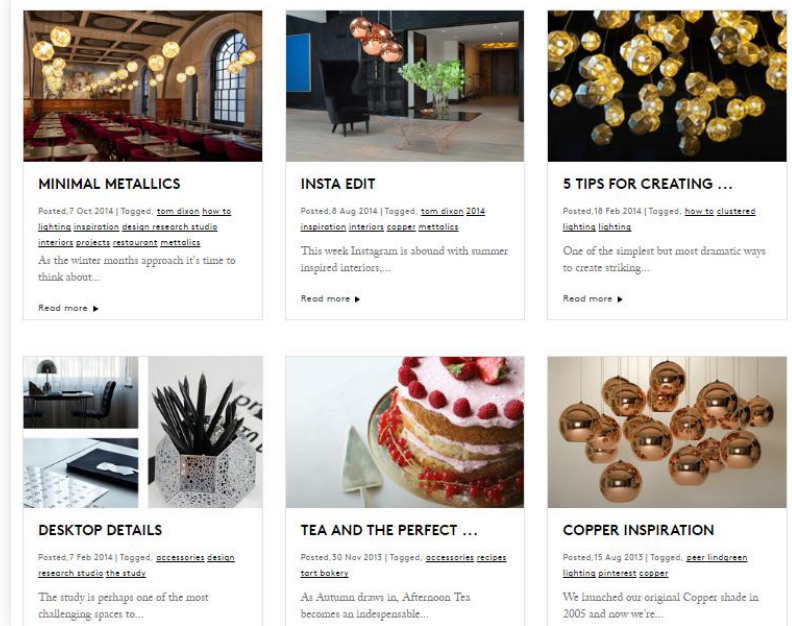 MINIMAL METALLICS
Posted,7 Oct 2014 | Tagged, tom dixon how to
lighting inspiration design research studio
interiors projects restaurant mettalics
As the winter months approach it's time to
think about...
Read more
INSTA EDIT
Posted,8 Aug 2014 | Tagged, tom dixon 2014
inspiration interiors copper mettalics
This week Instagram is abound with summer
inspired interiors,...
Read more
5 TIPS FOR CREATING ...
Posted,18 Feb 2014 | Tagged, how to clustered
lighting lighting
One of the simplest but most dramatic ways
to create striking...
Read more
DESKTOP DETAILS
Posted,7 Feb 2014 | Tagged, accessories design
research studio the study
The study is perhaps one of the most
challenging spaces to...
TEA AND THE PERFECT ...
Posted,30 Nov 2013 | Tagged, accessories recipes
tart bakery
As Autumn draws in, Afternoon Tea
becomes an indespensable...
COPPER INSPIRATION
Posted,15 Aug 2013 | Tagged, peer lindgreen
lighting pinterest copper
We launched our original Copper shade in
2005 and now we're...